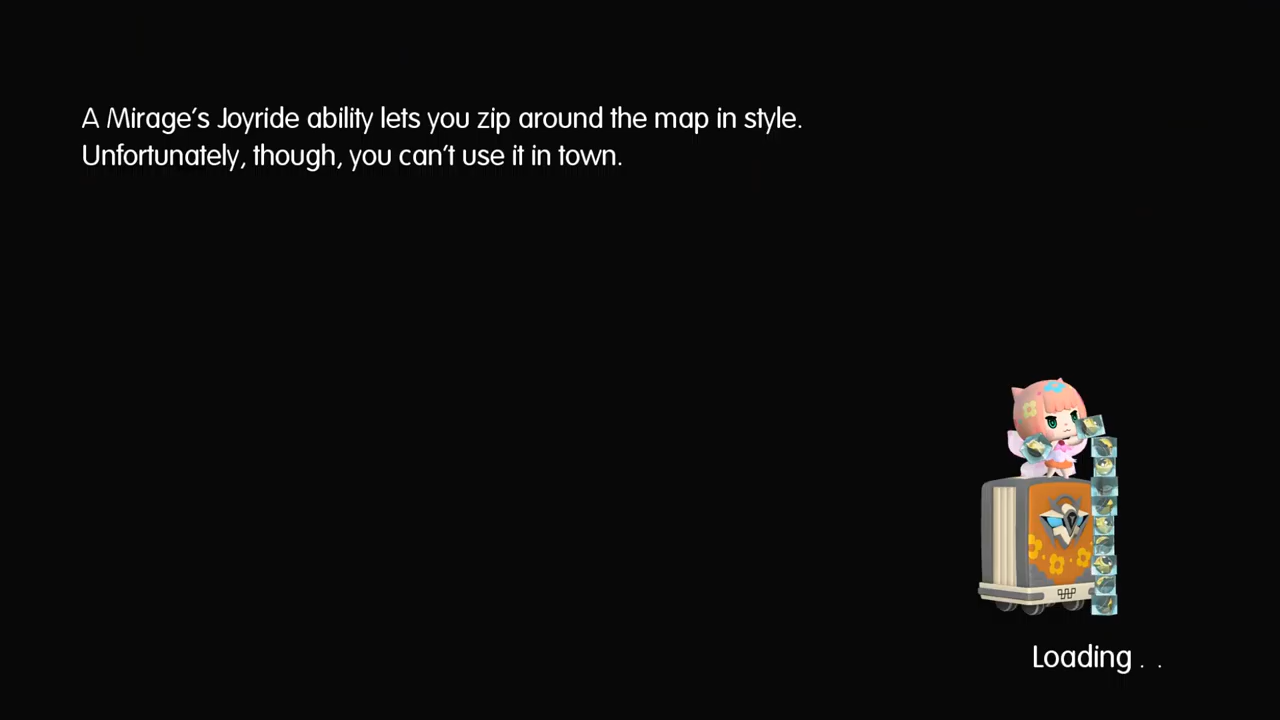 A Mirage's Joyride ability lets you zip around the map in style.
Unfortunately, though, you can't use it in town.
Loading . .